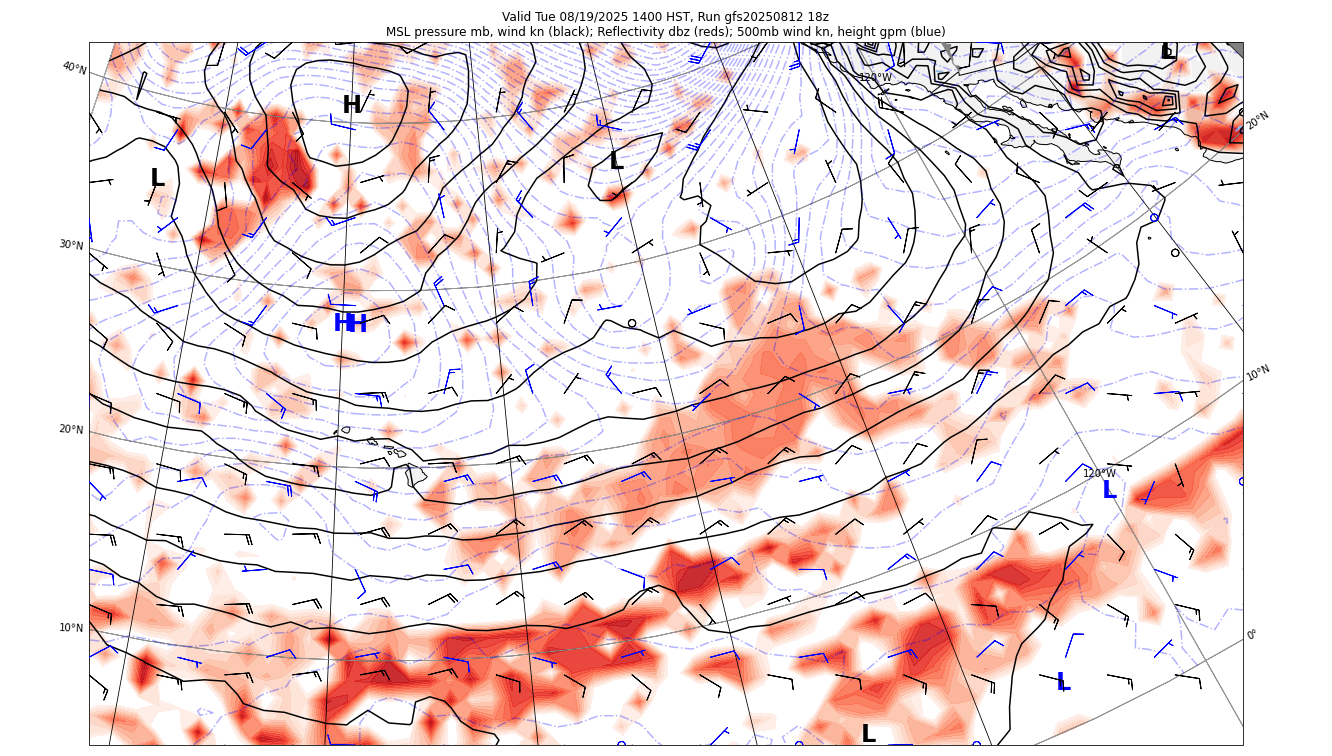 Valid Tue 08/19/2025 1400 HST, Run gfs20250812 18z
MSL pressure mb, wind kn (black); Reflectivity dbz (reds); 500mb wind kn, height gpm (blue)
40°N
120°W
L
20°N
H
L
L
30°N
H H H
10°N
20°N
120°W
L
10°N
0°
L
L